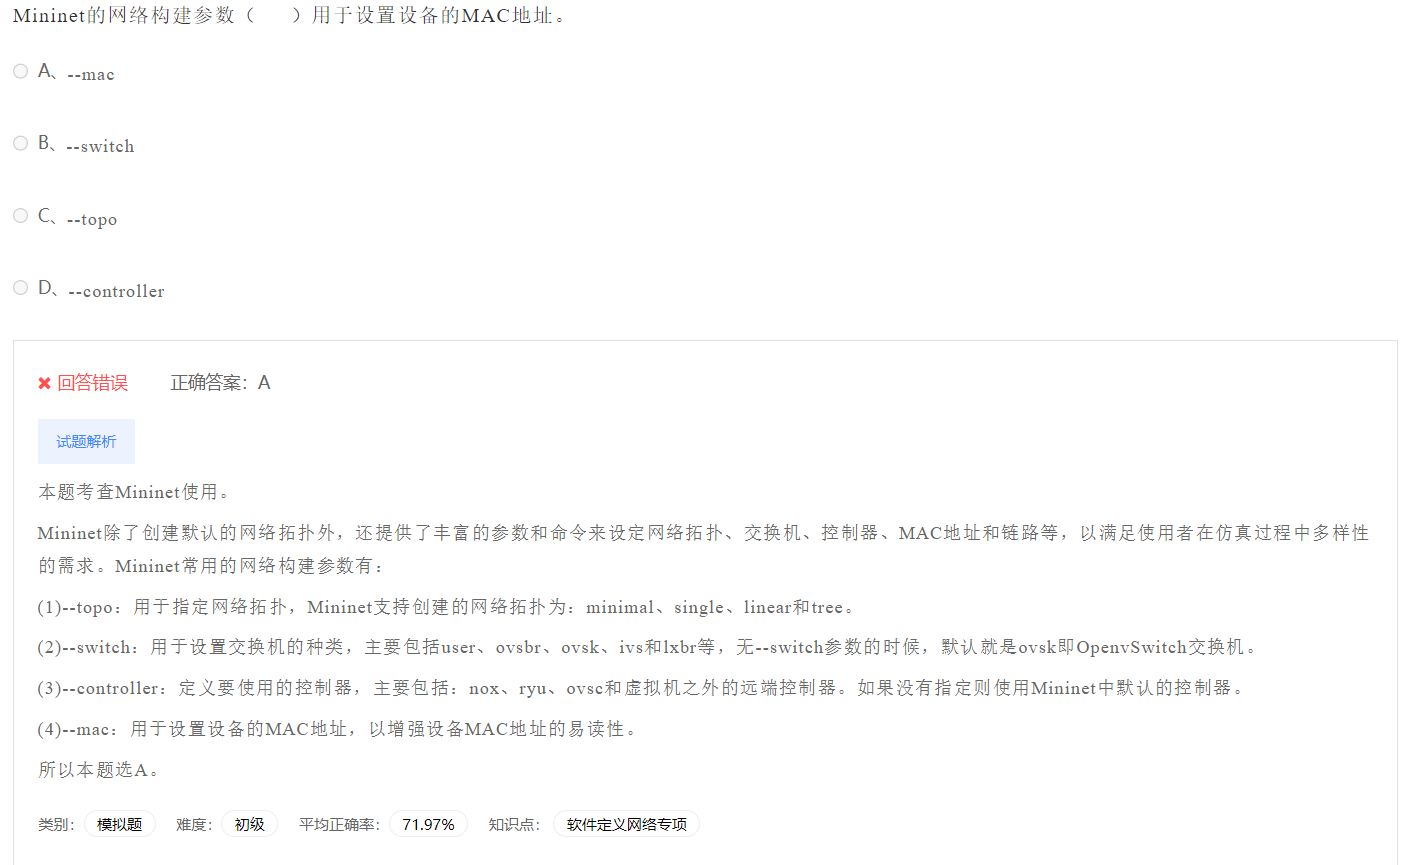 Mininet的网络构建参数（　　）用于设置设备的MAC地址。
A、--mac
B、--switch
C、--topo
D、--controller
✖ 回答错误 正确答案：A
试题解析
本题考查Mininet使用。
Mininet除了创建默认的网络拓扑外，还提供了丰富的参数和命令来设定网络拓扑、交换机、控制器、MAC地址和链路等，以满足使用者在仿真过程中多样性
的需求。Mininet常用的网络构建参数有：
(1)--topo：用于指定网络拓扑，Mininet支持创建的网络拓扑为：minimal、single、linear和tree。
(2)--switch：用于设置交换机的种类，主要包括user、ovsbr、ovsk、ivs和lxbr等，无--switch参数的时候，默认就是ovsk即OpenvSwitch交换机。
(3)--controller：定义要使用的控制器，主要包括：nox、ryu、ovsc和虚拟机之外的远端控制器。如果没有指定则使用Mininet中默认的控制器。
(4)--mac：用于设置设备的MAC地址，以增强设备MAC地址的易读性。
所以本题选A。
类别： 模拟题 难度： 初级 平均正确率： 71.97% 知识点： 软件定义网络专项